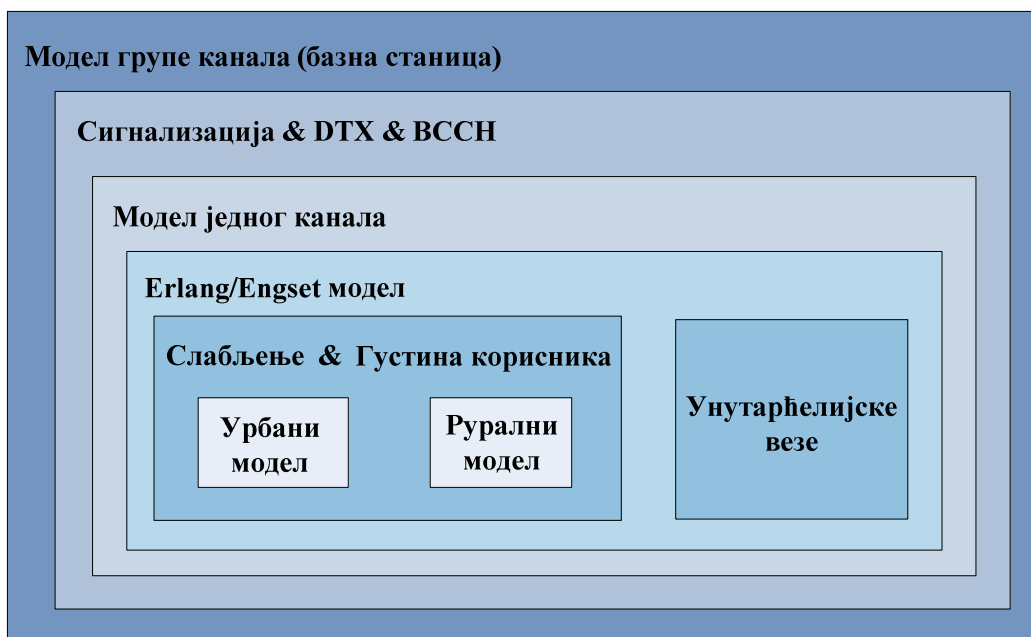 Модел групе канала (базна станица)
Сигнализација & DTX & BCCH
Модел једног канала
Erlang/Engset модел
Слабљење & Густина корисника
Урбани
модел
Рурални
модел
Унутарћелијске
везе